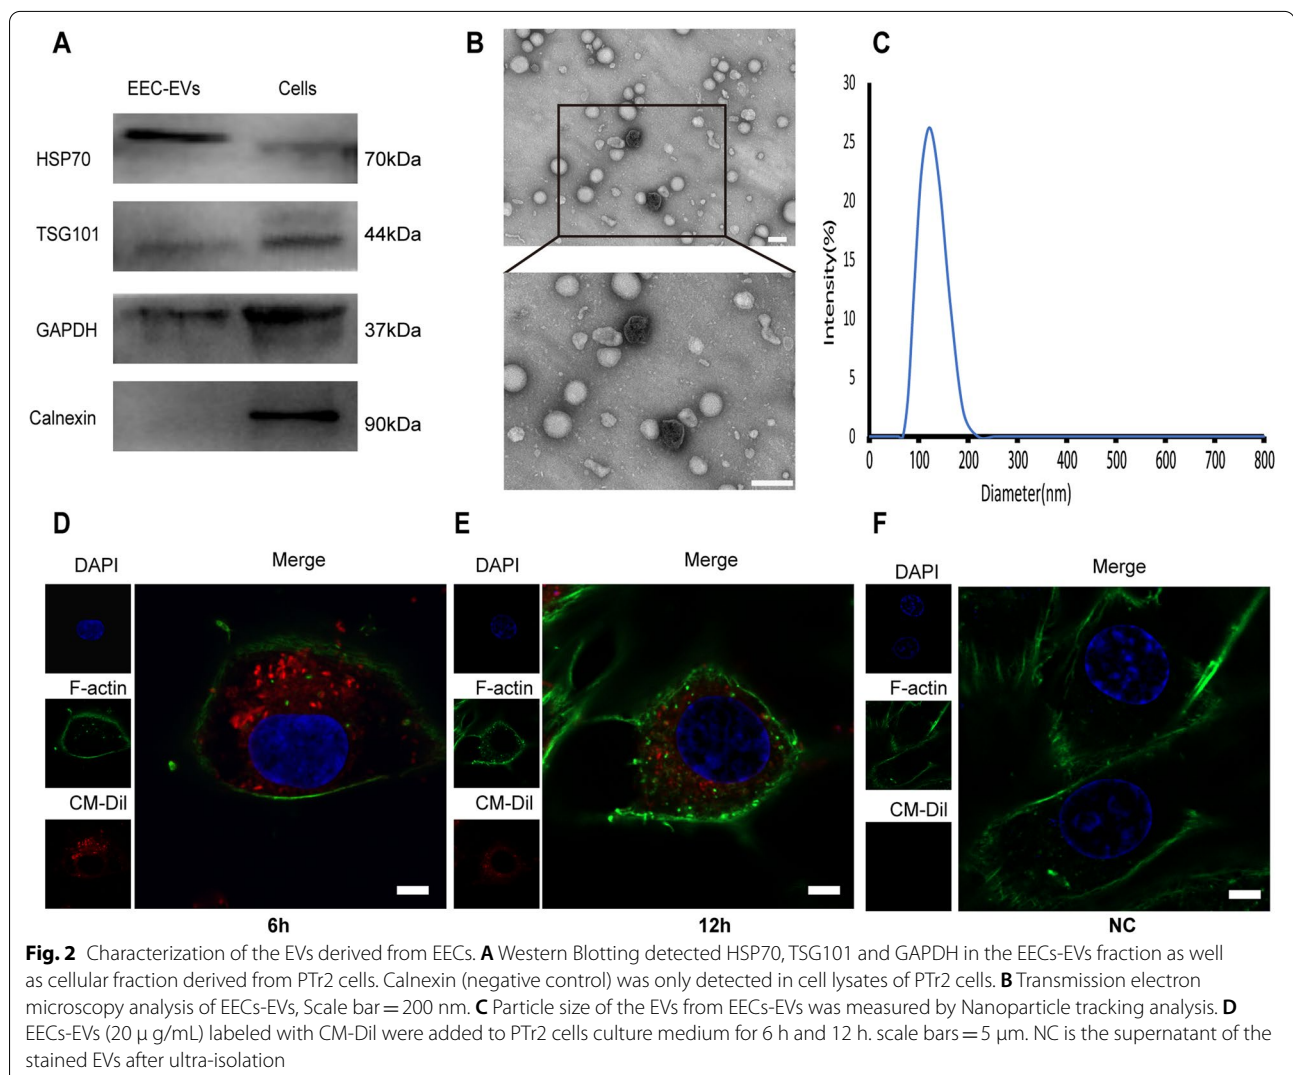 A
EEC-EVs Cells
HSP70 70kDa
TSG101 44kDa
GAPDH 37kDa
Calnexin 90kDa
B
C
30
25
20
15
10
5
0
Intensity(%)
0 100 200 300 400 500 600 700 800
Diameter(nm)
D
DAPI Merge
F-actin
CM-Dil
6h
E
DAPI Merge
F-actin
CM-Dil
12h
F
DAPI Merge
F-actin
CM-Dil
NC
Fig. 2 Characterization of the EVs derived from EECs. A Western Blotting detected HSP70, TSG101 and GAPDH in the EECs-EVs fraction as well
as cellular fraction derived from PTr2 cells. Calnexin (negative control) was only detected in cell lysates of PTr2 cells. B Transmission electron
microscopy analysis of EECs-EVs, Scale bar = 200 nm. C Particle size of the EVs from EECs-EVs was measured by Nanoparticle tracking analysis. D
EECs-EVs (20 μ g/mL) labeled with CM-Dil were added to PTr2 cells culture medium for 6 h and 12 h. scale bars = 5 μm. NC is the supernatant of the
stained EVs after ultra-isolation